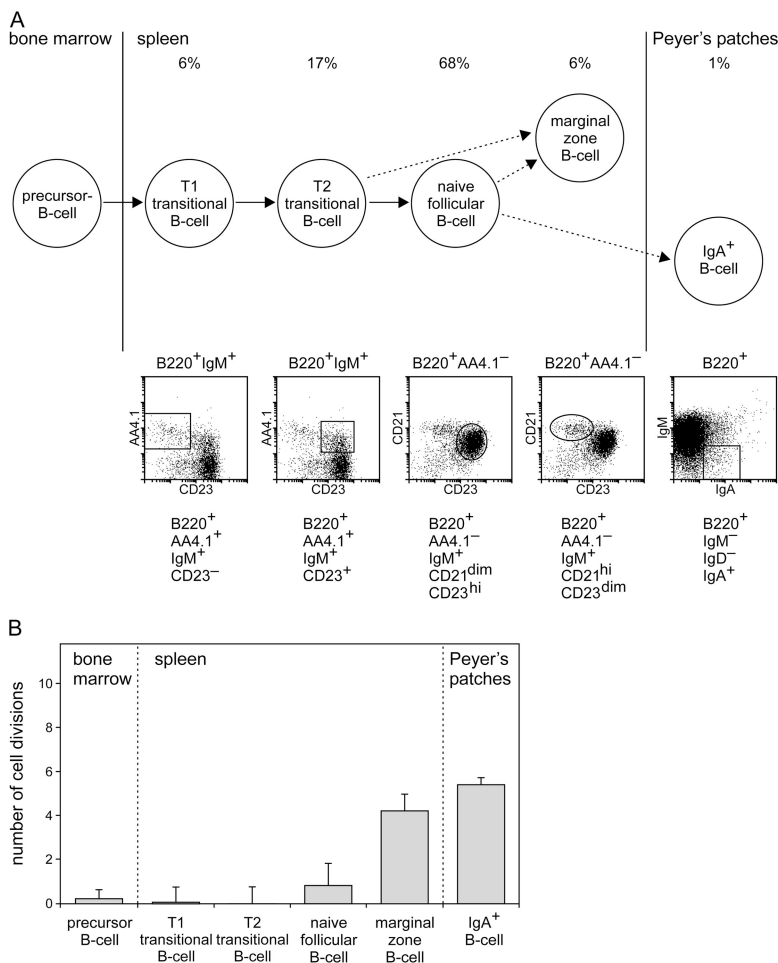 A
bone marrow
spleen
Peyer's patches
6%
17%
68%
6%
1%
precursor-
B-cell
T1
transitional
B-cell
T2
transitional
B-cell
naive
follicular
B-cell
marginal
zone
B-cell
IgA+
B-cell
B220+IgM+
AA4.1
CD23
B220+
AA4.1+
IgM+
CD23–
B220+IgM+
AA4.1
CD23
B220+
AA4.1+
IgM+
CD23+
B220+AA4.1–
CD21
CD23
B220+
AA4.1–
IgM+
CD21dim
CD23hi
B220+AA4.1–
CD21
CD23
B220+
AA4.1–
IgM+
CD21hi
CD23dim
B220+
IgM
IgA
B220+
IgM–
IgD–
IgA+
B
number of cell divisions
10
8
6
4
2
0
bone
marrow
spleen
Peyer's
patches
precursor
B-cell
T1
transitional
B-cell
T2
transitional
B-cell
naive
follicular
B-cell
marginal
zone
B-cell
IgA+
B-cell